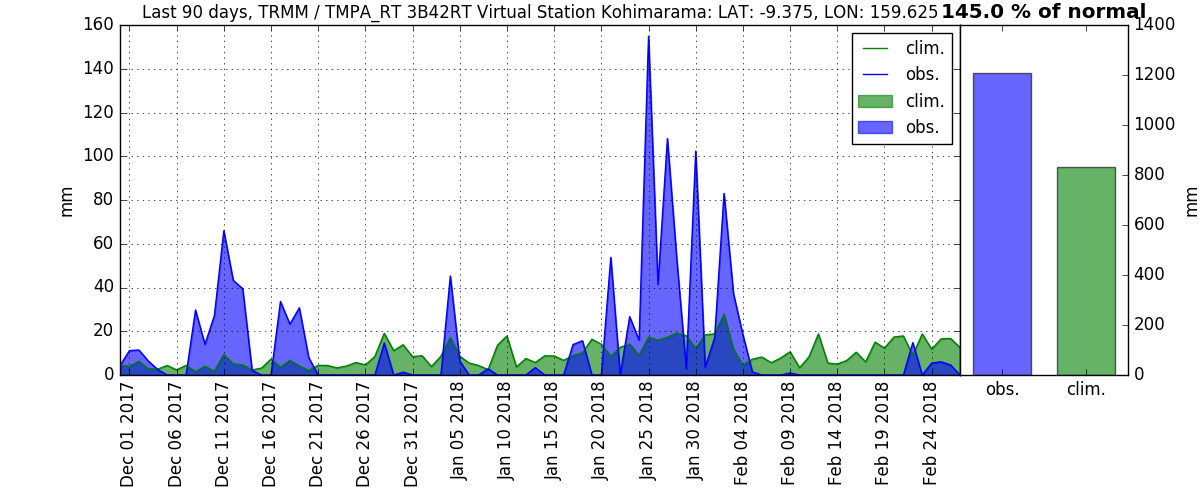 Last 90 days, TRMM / TMPA_RT 3B42RT Virtual Station Kohimarama: LAT: -9.375, LON: 159.625
145.0 % of normal
160
140
120
100
80
60
40
20
0
mm
clim.
obs.
clim.
obs.
1400
1200
1000
800
600
400
200
0
mm
Dec 01 2017
Dec 06 2017
Dec 11 2017
Dec 16 2017
Dec 21 2017
Dec 26 2017
Dec 31 2017
Jan 05 2018
Jan 10 2018
Jan 15 2018
Jan 20 2018
Jan 25 2018
Jan 30 2018
Feb 04 2018
Feb 09 2018
Feb 14 2018
Feb 19 2018
Feb 24 2018
obs.
clim.